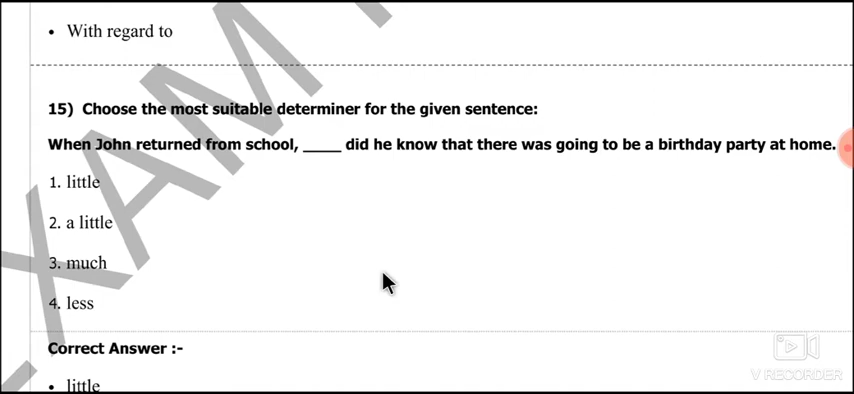 • With regard to
15) Choose the most suitable determiner for the given sentence:
When John returned from school, ____ did he know that there was going to be a birthday party at home.
1. little
2. a little
3. much
4. less
Correct Answer :-
• little
V RECORDER